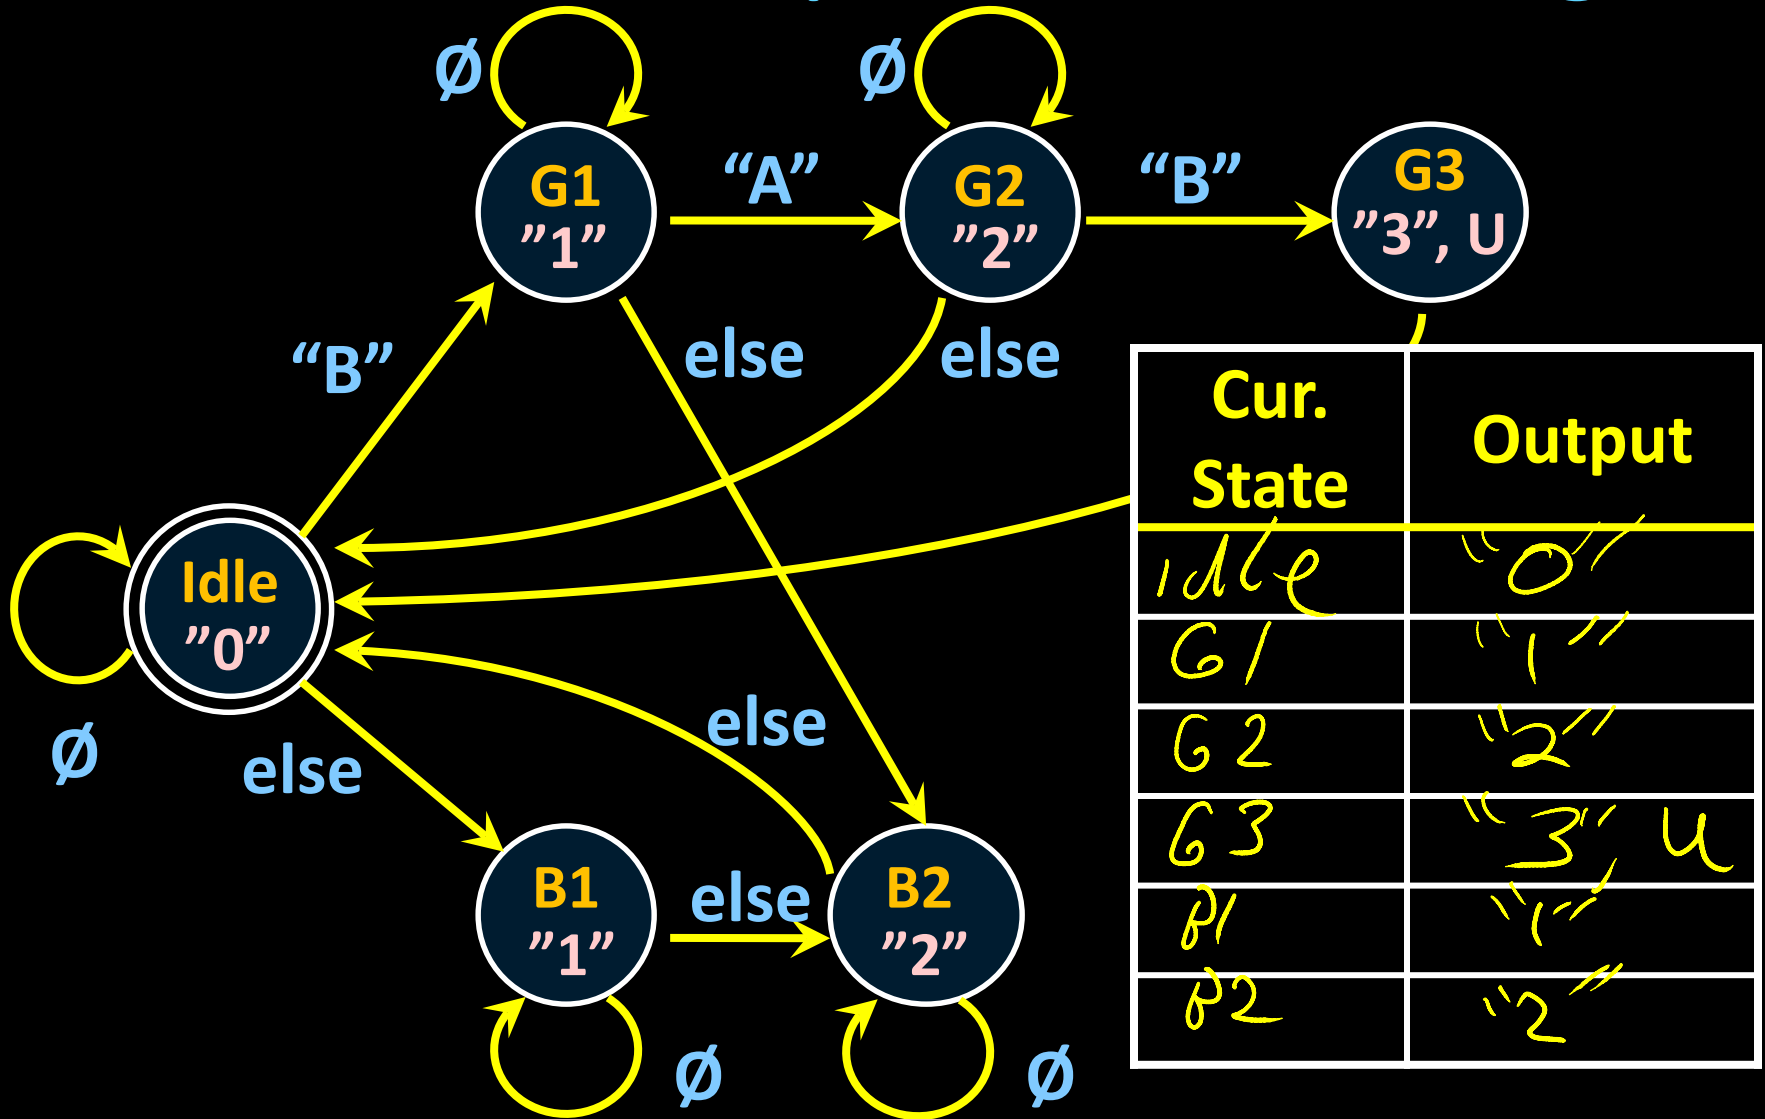 Ø
Ø
G1
”1”
“A”
G2
”2”
“B”
G3
”3”, U
“B”
else
else
Idle
”0”
Ø
else
else
B1
”1”
else
B2
”2”
Ø
Ø
Cur. State
Output
Idle "0"
G1 "1"
G2 "2"
G3 "3", U
B1 "1"
B2 "2"